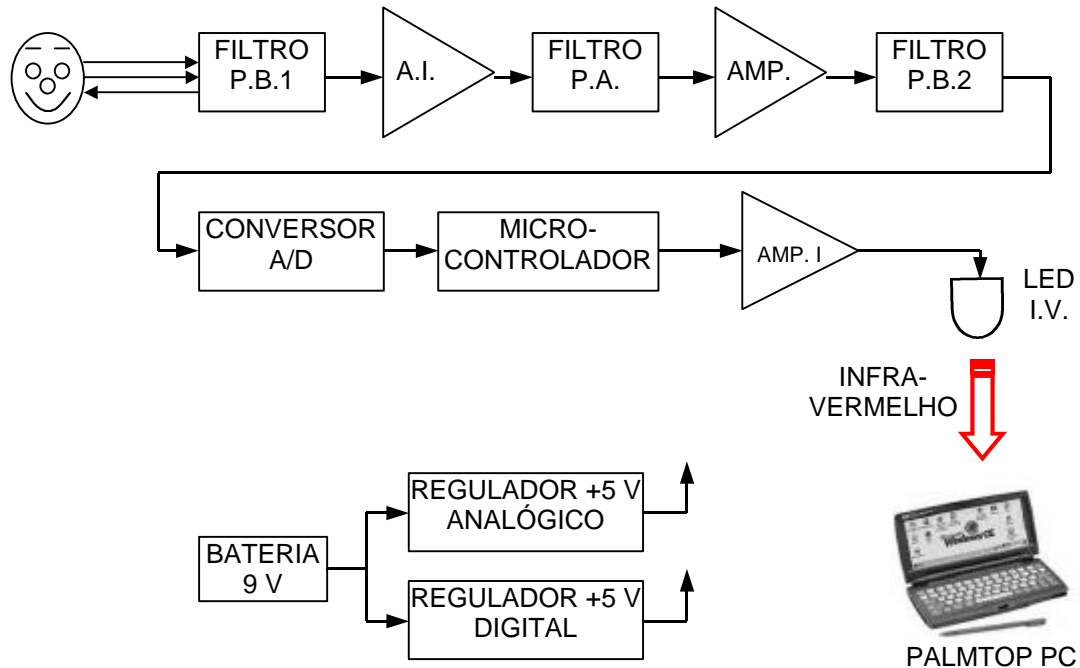 FILTRO
P.B.1
A.I.
FILTRO
P.A.
AMP.
FILTRO
P.B.2
CONVERSOR
A/D
MICRO-
CONTROLADOR
AMP. I
LED
I.V.
INFRA-
VERMELHO
REGULADOR +5 V
ANALÓGICO
BATERIA
9 V
REGULADOR +5 V
DIGITAL
PALMTOP PC